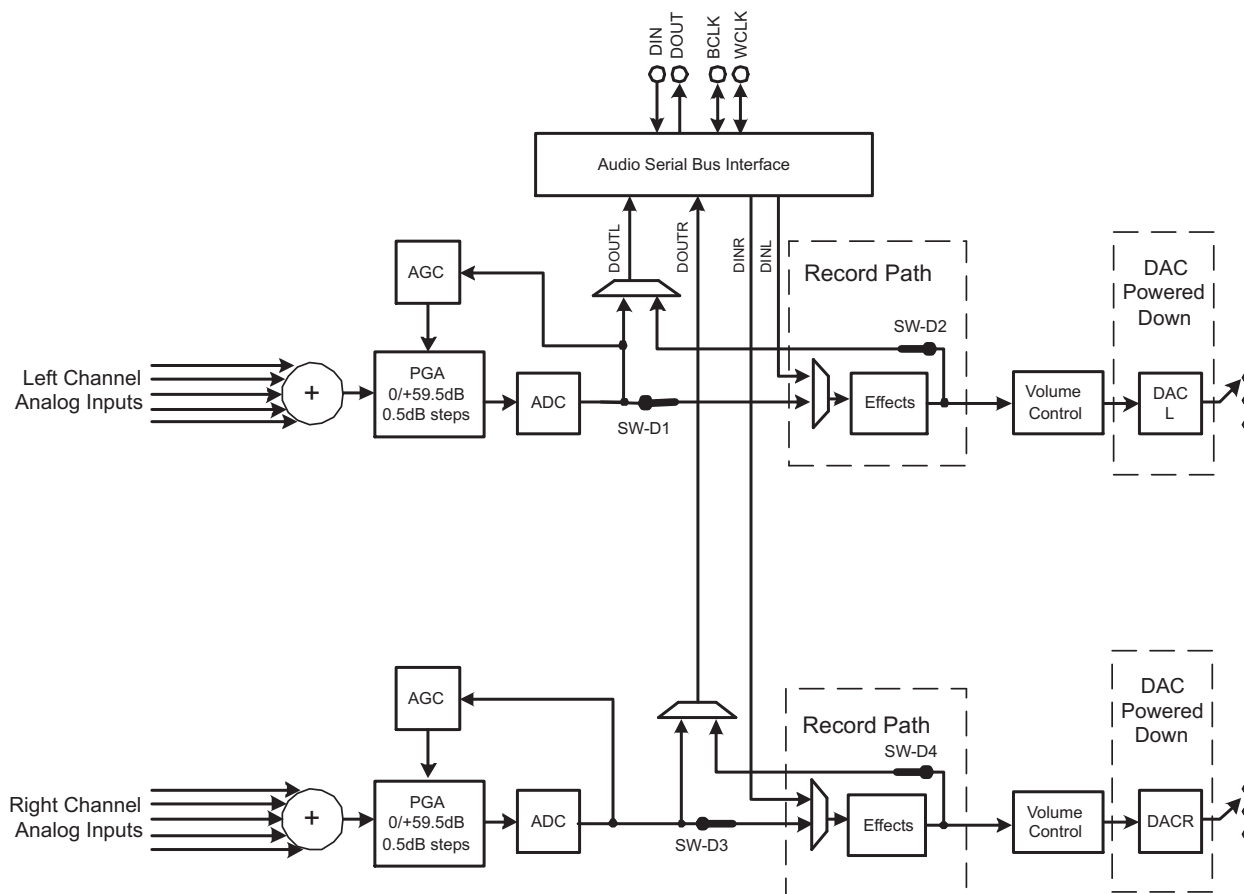 DIN
DOUT
BCLK
WCLK
Audio Serial Bus Interface
DOUTL
DOUTR
DINR
DINL
Record Path
DAC
Powered
Down
AGC
SW-D2
Left Channel
Analog Inputs
+
PGA
0/+59.5dB
0.5dB steps
ADC
SW-D1
Effects
Volume
Control
DAC
L
AGC
Record Path
DAC
Powered
Down
SW-D4
Right Channel
Analog Inputs
+
PGA
0/+59.5dB
0.5dB steps
ADC
SW-D3
Effects
Volume
Control
DACR